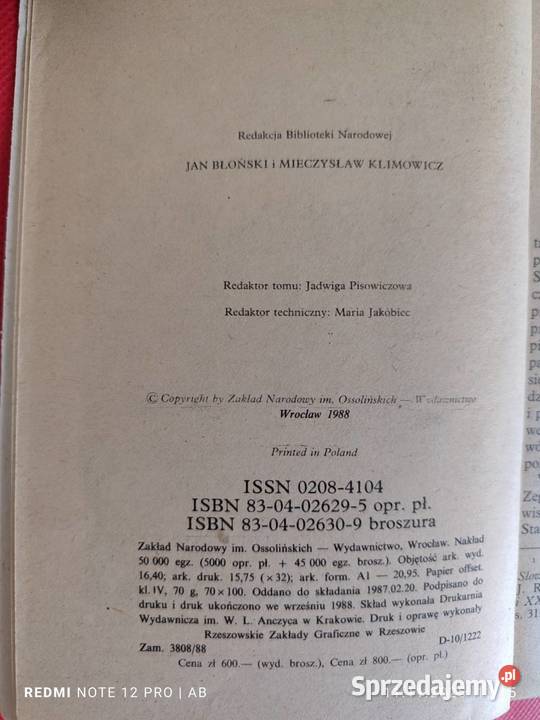 Redakcja Biblioteki Narodowej
JAN BŁOŃSKI i MIECZYSŁAW KLIMOWICZ
Redaktor tomu: Jadwiga Pisowiczowa
Redaktor techniczny: Maria Jakóbiec
© Copyright by Zakład Narodowy im. Ossolińskich — Wydawnictwo
Wrocław 1988
Printed in Poland
ISSN 0208-4104
ISBN 83-04-02629-5 opr. pł.
ISBN 83-04-02630-9 broszura
Zakład Narodowy im. Ossolińskich — Wydawnictwo, Wrocław. Nakład
50 000 egz. (5000 opr. pł. + 45 000 egz. brosz.). Objętość ark. wyd.
16,40; ark. druk. 15,75 (×32); ark. form. A1 — 20,95. Papier offset.
kl. IV, 70 g, 70×100. Oddano do składania 1987.02.20. Podpisano do
druku i druk ukończono we wrześniu 1988. Skład wykonała Drukarnia
Wydawnicza im. W. L. Anczyca w Krakowie. Druk i oprawę wykonały
Rzeszowskie Zakłady Graficzne w Rzeszowie
Zam. 3808/88 D-10/1222
Cena zł 600.— (wyd. brosz.), Cena zł 800.— (opr. pł.)
REDMI NOTE 12 PRO | AB
Sprzedajemy.pl